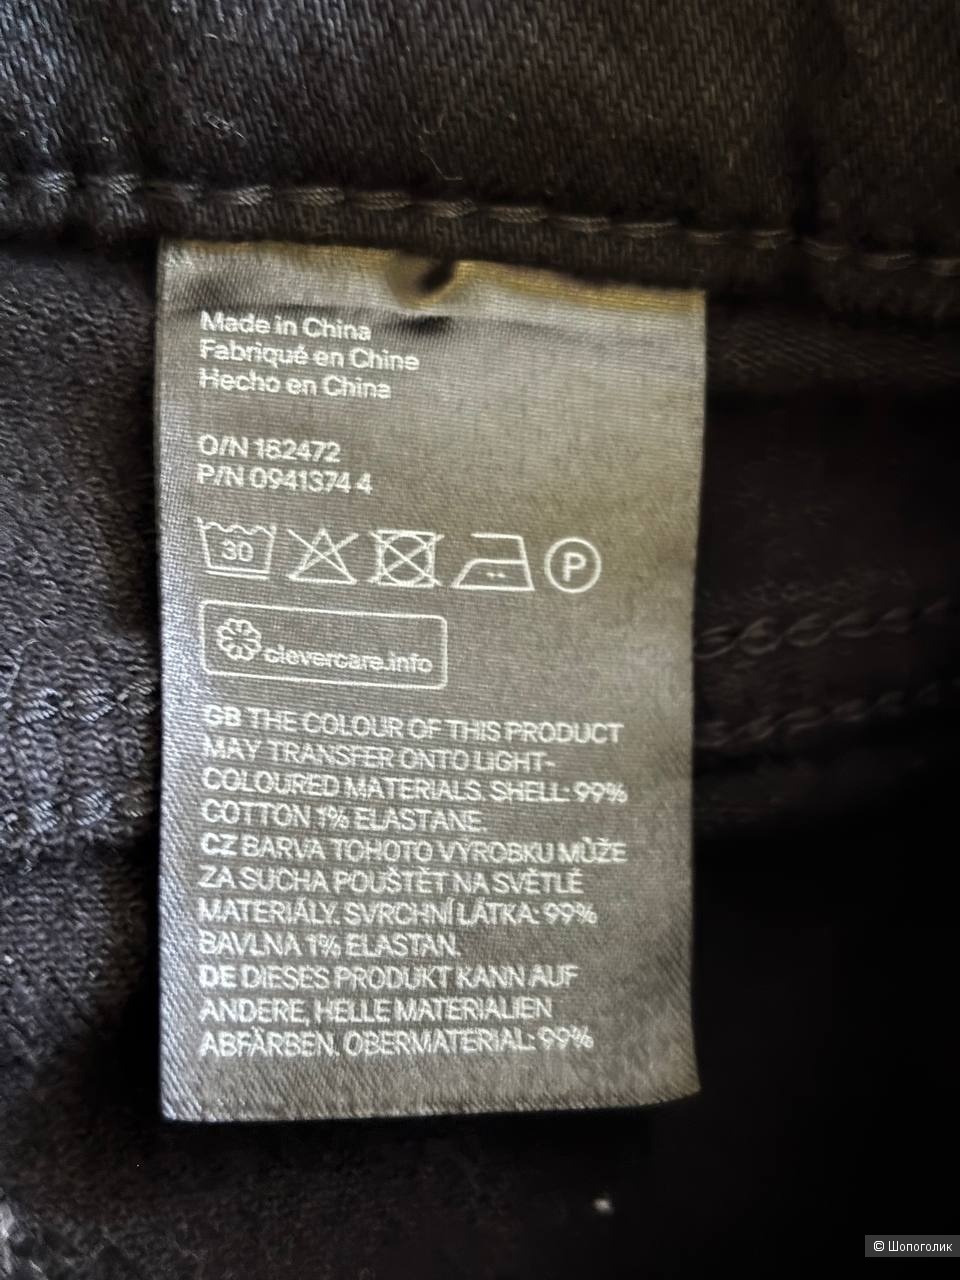 Made in China
Fabriqué en Chine
Hecho en China
O/N 182472
P/N 0941374 4
30
P
clevercare.info
GB THE COLOUR OF THIS PRODUCT
MAY TRANSFER ONTO LIGHT-
COLOURED MATERIALS. SHELL: 99%
COTTON 1% ELASTANE.
CZ BARVA TOHOTO VÝROBKU MŮŽE
ZA SUCHA POUŠTĚT NA SVĚTLÉ
MATERIÁLY. SVRCHNÍ LÁTKA: 99%
BAVLNA 1% ELASTAN.
DE DIESES PRODUKT KANN AUF
ANDERE, HELLE MATERIALIEN
ABFÄRBEN. OBERMATERIAL: 99%
© Шопоголик